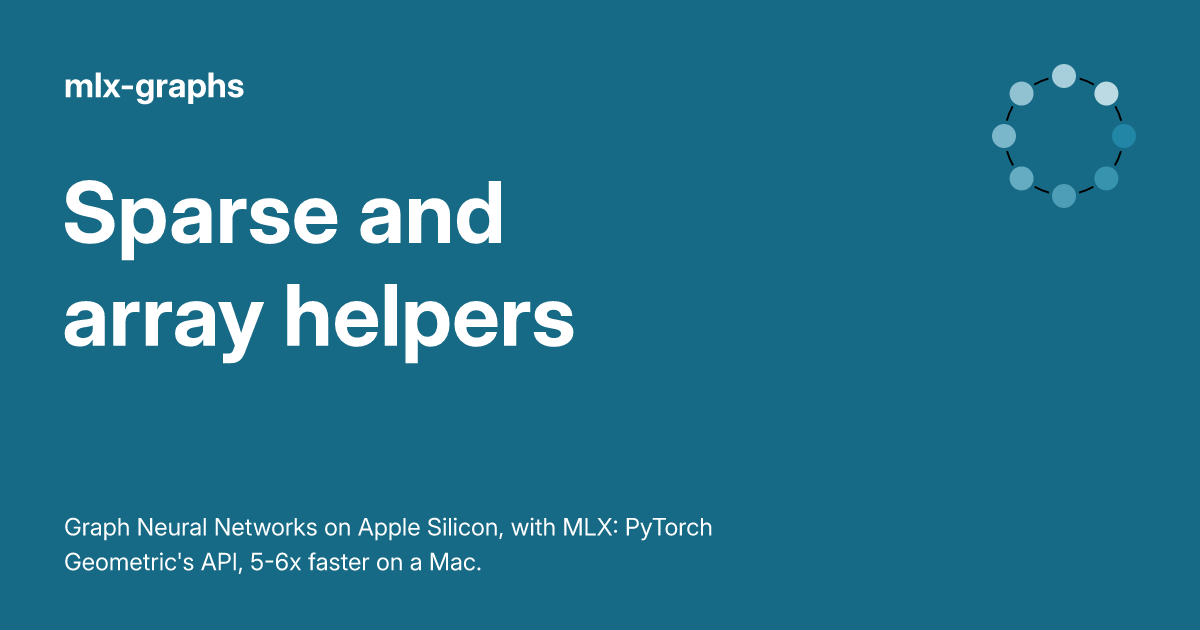 mlx-graphs
Sparse and
array helpers
Graph Neural Networks on Apple Silicon, with MLX: PyTorch
Geometric's API, 5-6x faster on a Mac.